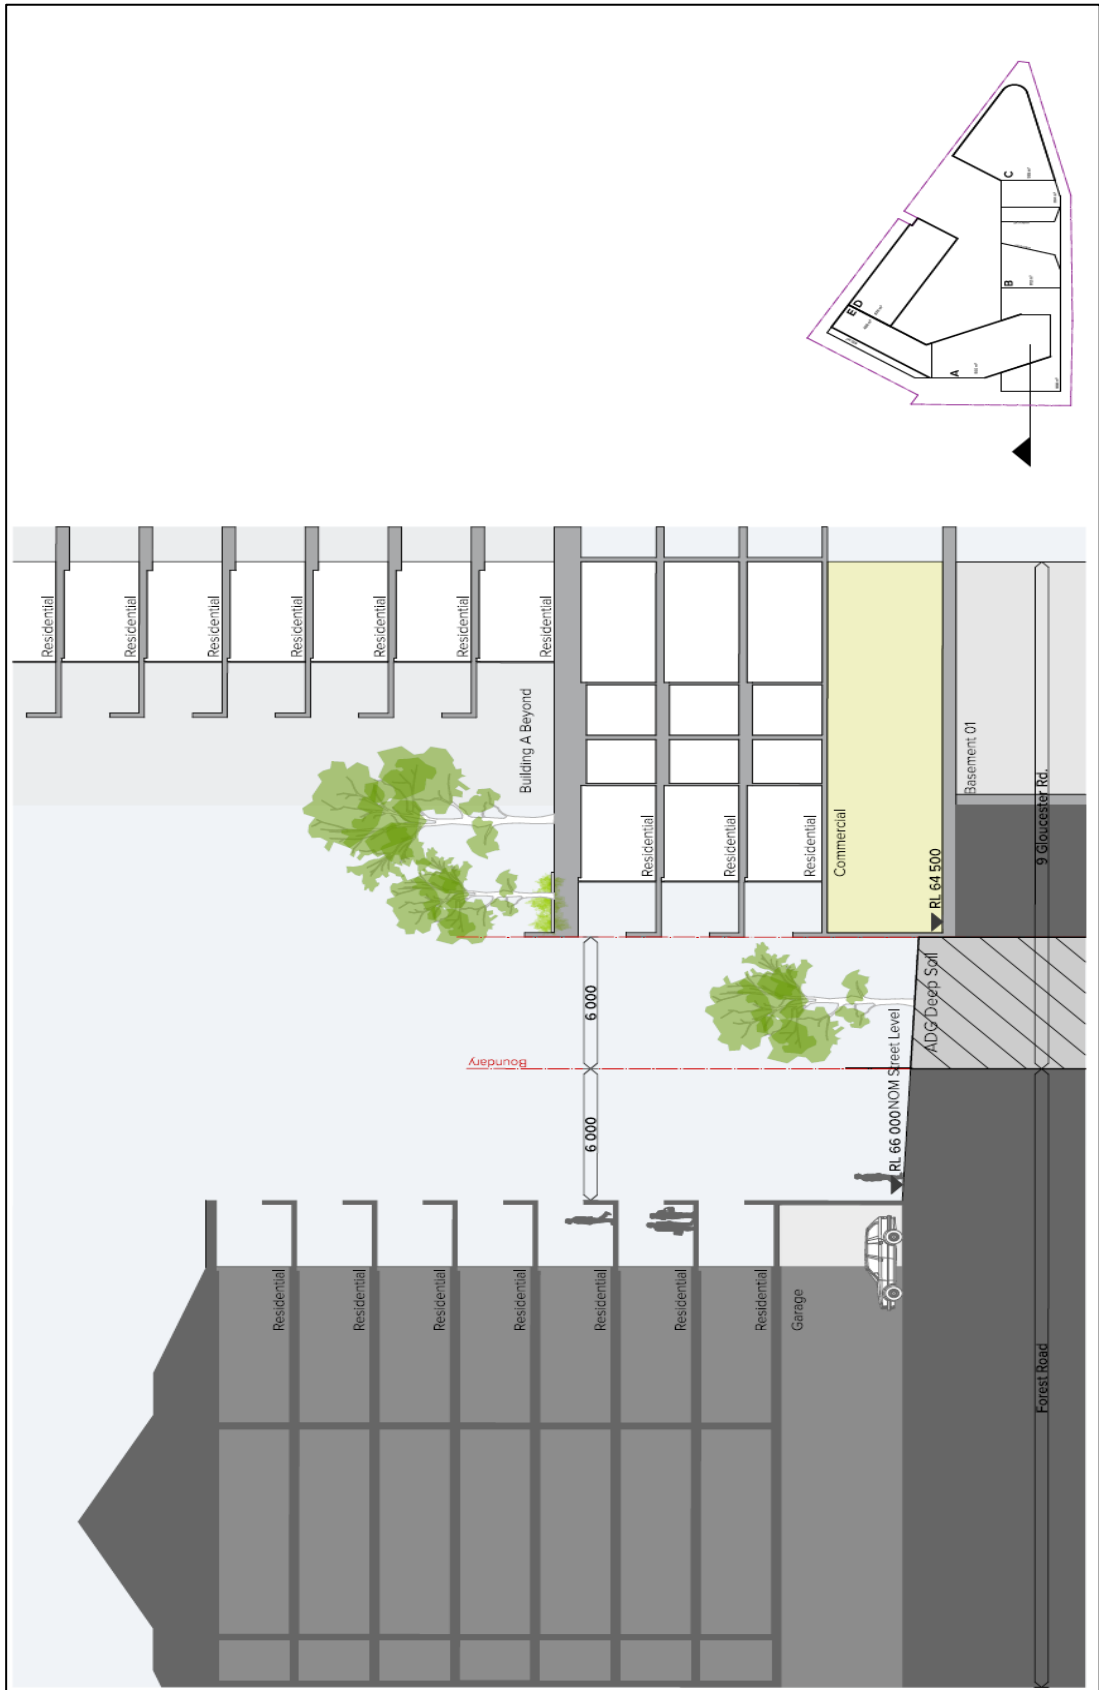 Residential
Residential
Residential
Residential
Residential
Residential
Residential
Building A Beyond
Residential
Residential
Residential
Commercial
RL 64 500
Basement 01
9 Gloucester Rd.
6 000
6 000
Boundary
ADG Deep Soil
RL 66 000NOM Street Level
Residential
Residential
Residential
Residential
Residential
Residential
Residential
Garage
Forest Road
A
B
C
D
E